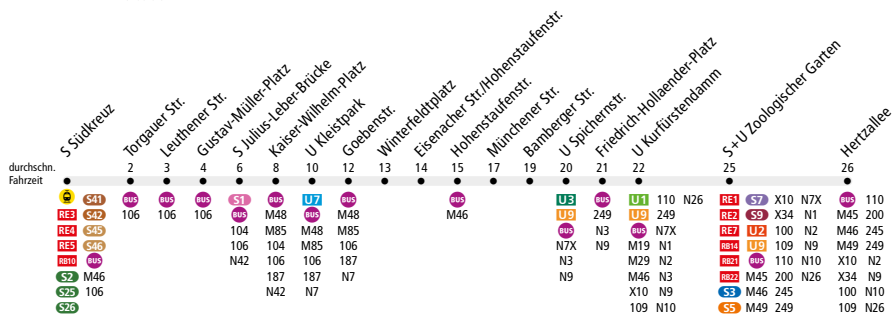 S Südkreuz
Torgauer Str.
Leuthener Str.
Gustav-Müller-Platz
S Julius-Leber-Brücke
Kaiser-Wilhelm-Platz
U Kleistpark
Goebenstr.
Winterfeldtplatz
Eisenacher Str./Hohenstaufenstr.
Hohenstaufenstr.
Münchener Str.
Bamberger Str.
U Spichernstr.
Friedrich-Hollaender-Platz
U Kurfürstendamm
S+U Zoologischer Garten
Hertzallee
durchschn. 2 3 4 6 8 10 12 13 14 15 17 19 20 21 22 25 26
Fahrzeit
S41 BUS BUS BUS S1 BUS U7 BUS BUS U3 BUS U1 110 N26 RE1 S7 X10 N7X BUS 110
RE3 S42 106 106 106 BUS M48 BUS M48 M46 U9 249 U9 249 RE2 S9 X34 N1 M45 200
RE4 S45 104 M85 M48 M85 BUS N3 BUS N7X RE7 U2 100 N2 M46 245
RE5 S46 106 104 M85 106 N7X N9 M19 N1 RB14 U9 109 N9 M49 249
RB10 BUS N42 106 106 187 N3 M29 N2 RB21 BUS 110 N10 X10 N2
S2 M46 187 187 N7 N9 M46 N3 RB22 M45 200 N26 X34 N9
S25 106 N42 N7 X10 N9 S3 M46 245 100 N10
S26 109 N10 S5 M49 249 109 N26